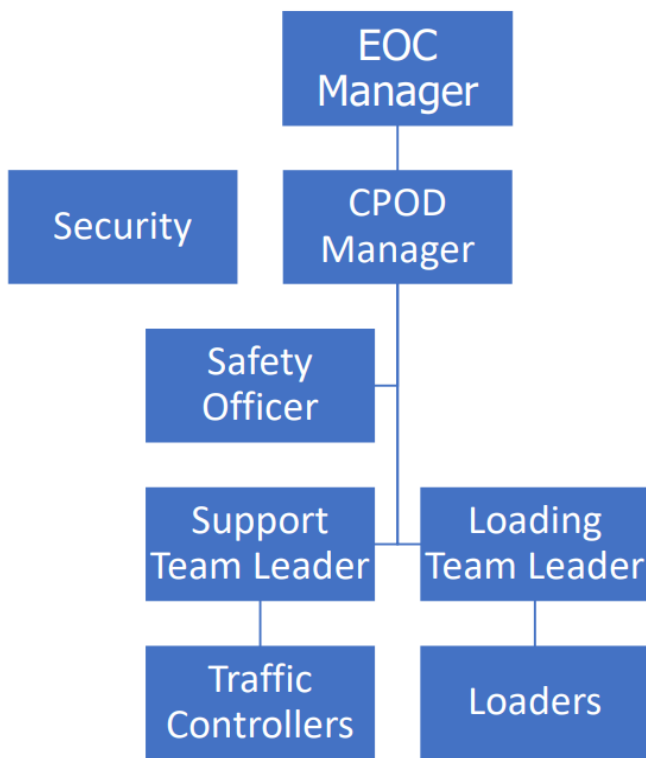 EOC
Manager
Security
CPOD
Manager
Safety
Officer
Support
Team Leader
Loading
Team Leader
Traffic
Controllers
Loaders